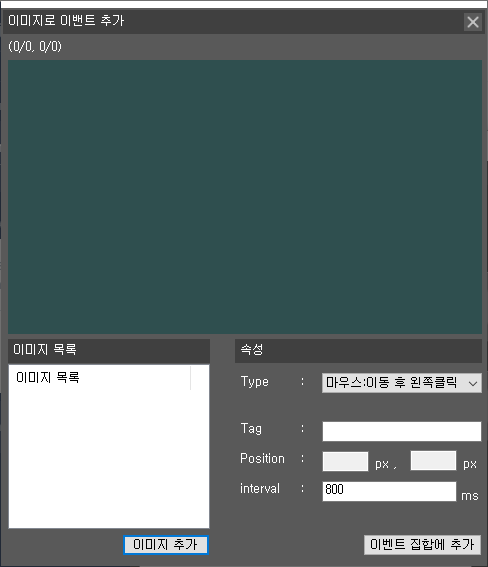 이미지로 이밴트 추가
(0/0, 0/0)
이미지 목록
이미지 목록
이미지 추가
속성
Type : 마우스:이동 후 왼쪽클릭
Tag :
Position : px , px
interval : 800 ms
이벤트 집합에 추가